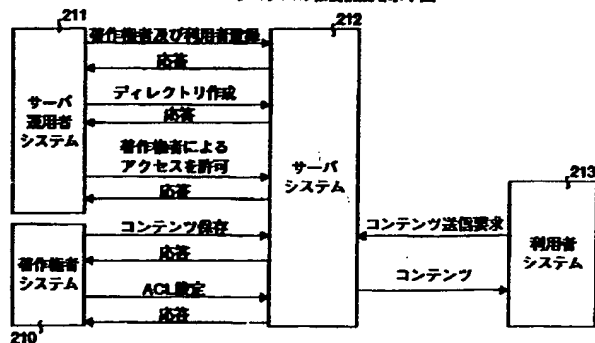 211
212
著作権者及び利用者登録
応答
ディレクトリ作成
応答
サーバ
運用者
システム
著作権者による
アクセスを許可
応答
サーバ
システム
213
コンテンツ保存
応答
著作権者
システム
ACL設定
応答
210
コンテンツ送信要求
コンテンツ
利用者
システム